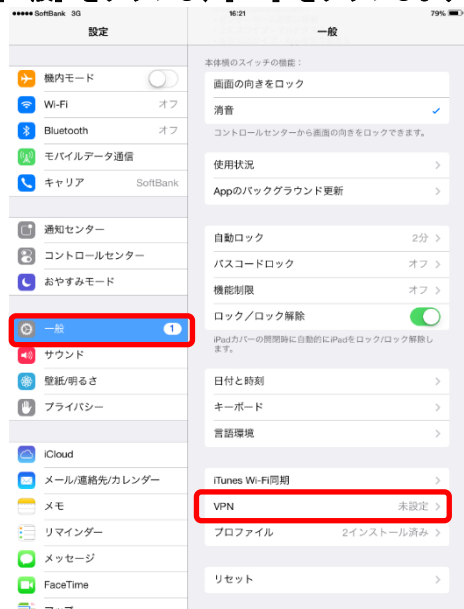 SoftBank 3G 16:21 79%
設定
一般
機内モード
Wi-Fi オフ
Bluetooth オフ
モバイルデータ通信
キャリア SoftBank
通知センター
コントロールセンター
おやすみモード
一般 1
サウンド
壁紙/明るさ
プライバシー
iCloud
メール/連絡先/カレンダー
メモ
リマインダー
メッセージ
FaceTime
本体横のスイッチの機能：
画面の向きをロック
消音
コントロールセンターから画面の向きをロックできます。
使用状況
Appのバックグラウンド更新
自動ロック 2分
パスコードロック オフ
機能制限 オフ
ロック/ロック解除
iPadカバーの開閉時に自動的にiPadをロック/ロック解除し
ます。
日付と時刻
キーボード
言語環境
iTunes Wi-Fi同期
VPN 未設定
プロファイル 2インストール済み
リセット